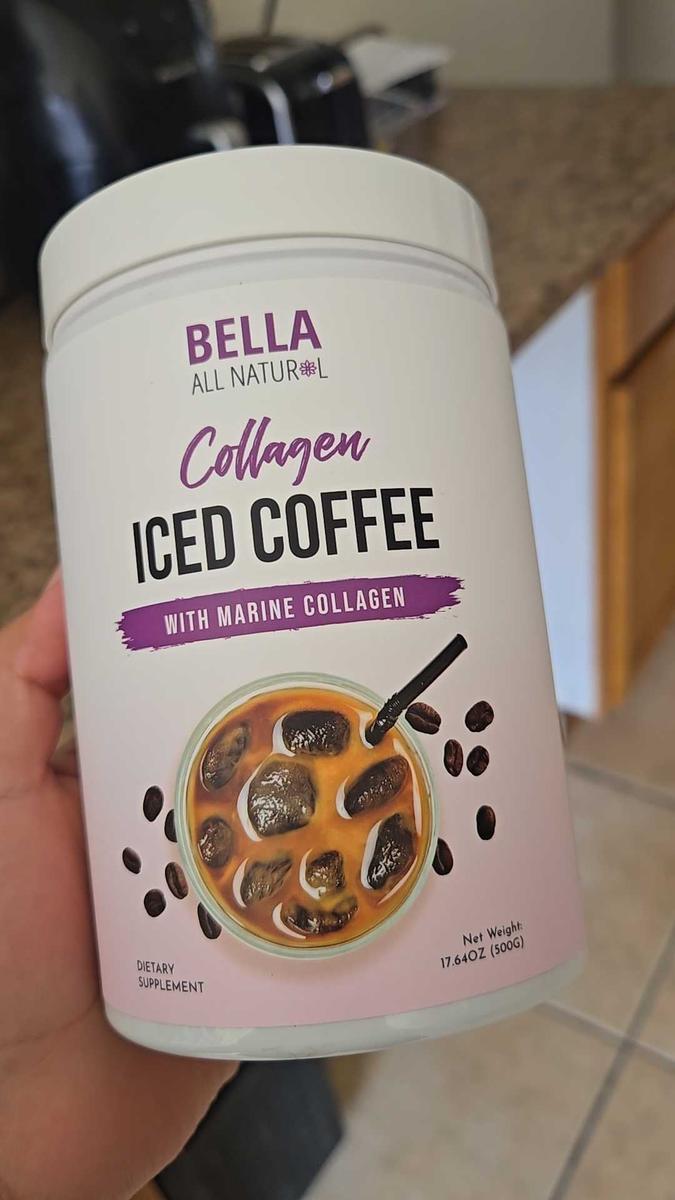 BELLA
ALL NATURAL
Collagen
ICED COFFEE
WITH MARINE COLLAGEN
DIETARY
SUPPLEMENT
Net Weight:
17.64OZ (500G)